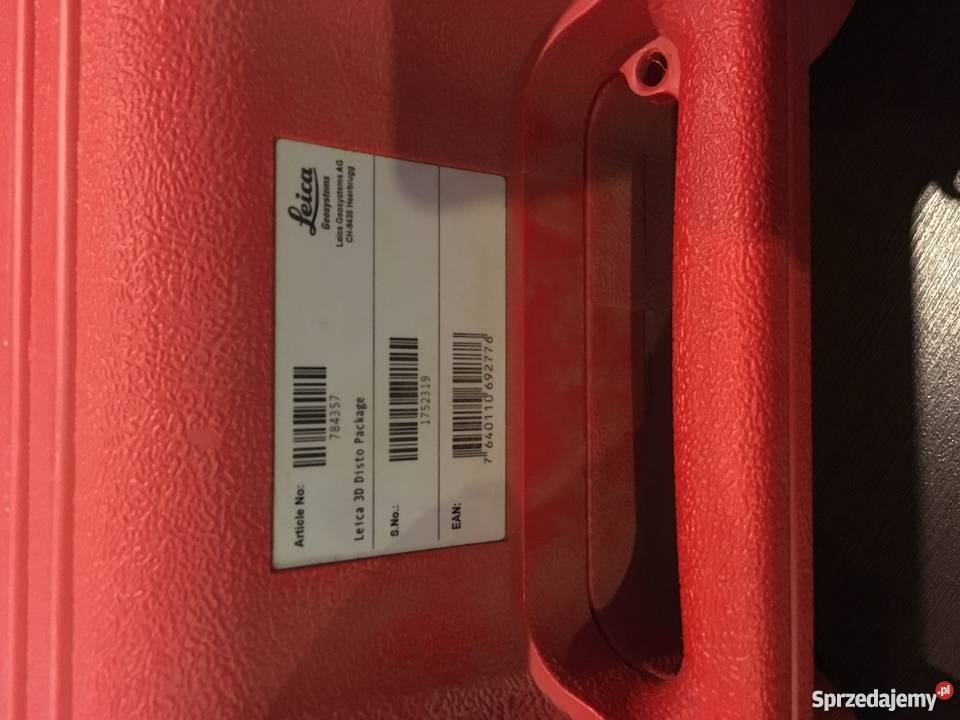 Leica
Geosystems
Leica Geosystems AG
CH-9435 Heerbrugg
Article No:
784357
Leica 3D Disto Package
S.No.:
1752319
EAN:
7 640110 692776
Sprzedajemy.pl